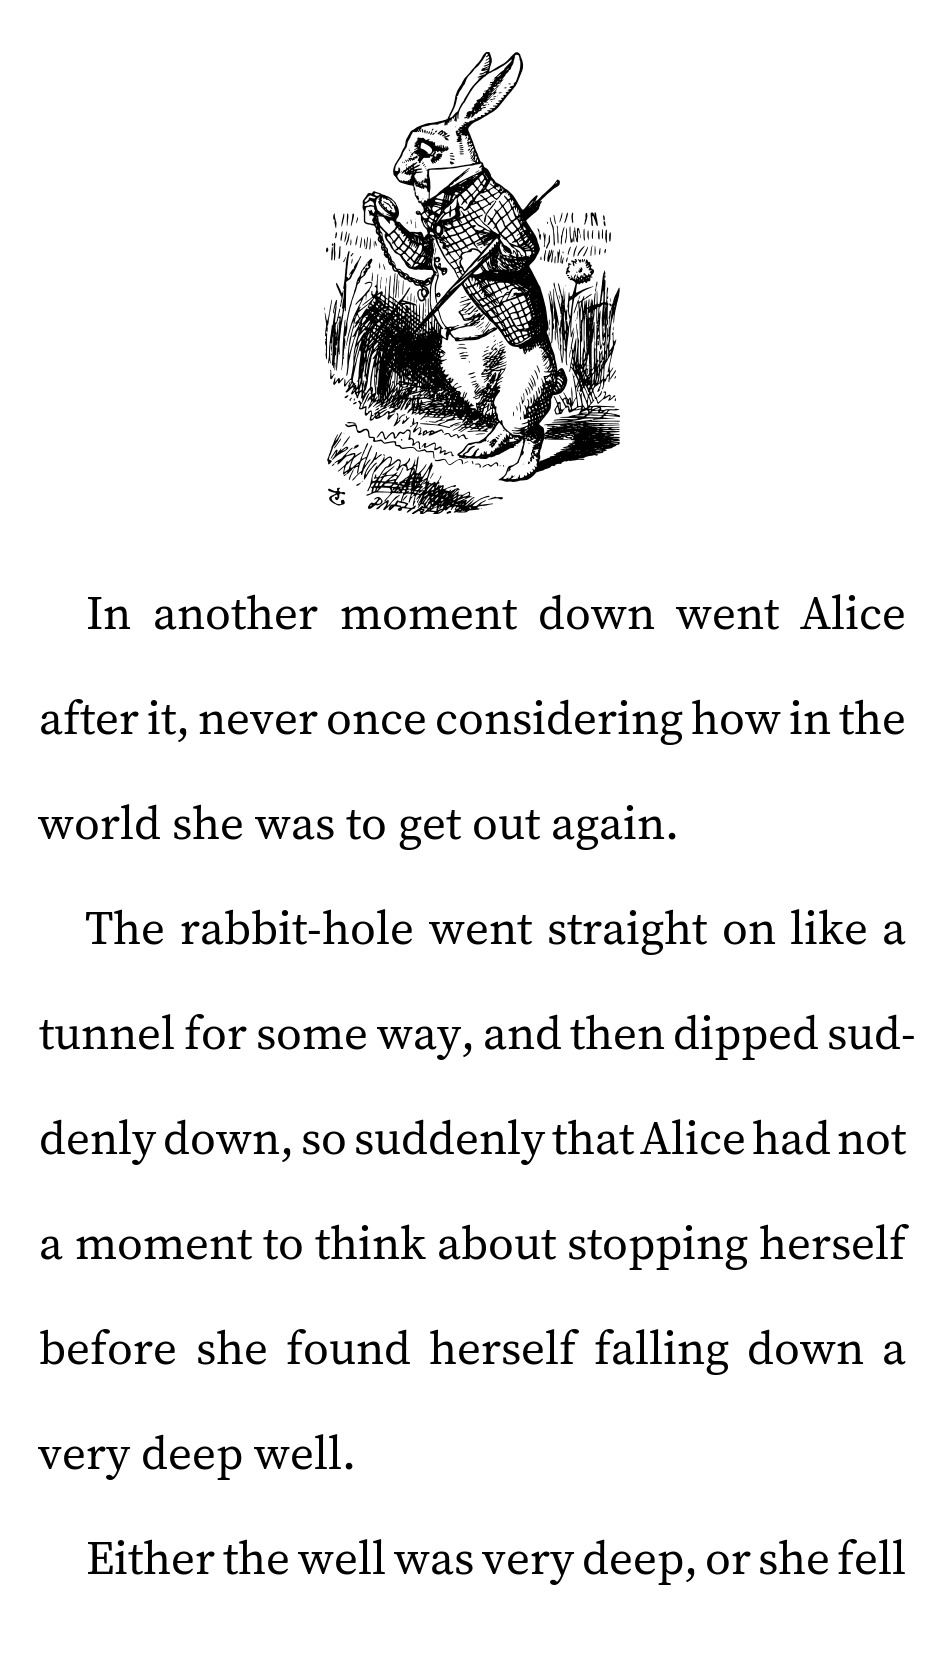 In another moment down went Alice
after it, never once considering how in the
world she was to get out again.
The rabbit-hole went straight on like a
tunnel for some way, and then dipped sud-
denly down, so suddenly that Alice had not
a moment to think about stopping herself
before she found herself falling down a
very deep well.
Either the well was very deep, or she fell